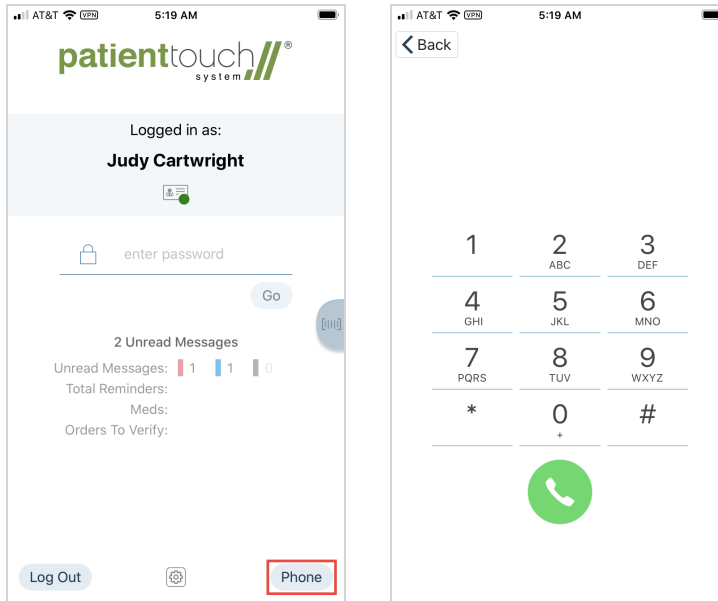 AT&T VPN 5:19 AM
patienttouch®
system
Logged in as:
Judy Cartwright
enter password
Go
2 Unread Messages
Unread Messages: 1 1 0
Total Reminders:
Meds:
Orders To Verify:
Log Out Phone
AT&T VPN 5:19 AM
Back
1 2 3
ABC DEF
4 5 6
GHI JKL MNO
7 8 9
PQRS TUV WXYZ
* 0 #
+